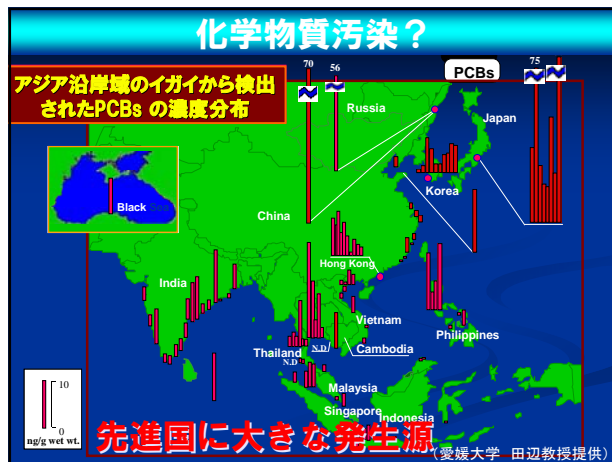 化学物質汚染？
アジア沿岸域のイガイから検出
されたPCBs の濃度分布
70
56
PCBs
75
Russia
Japan
Korea
China
Black Sea
Hong Kong
India
Vietnam
Philippines
N.D
Thailand
Cambodia
N.D
Malaysia
Singapore
Indonesia
10
0
ng/g wet wt.
先進国に大きな発生源
(愛媛大学 田辺教授提供)